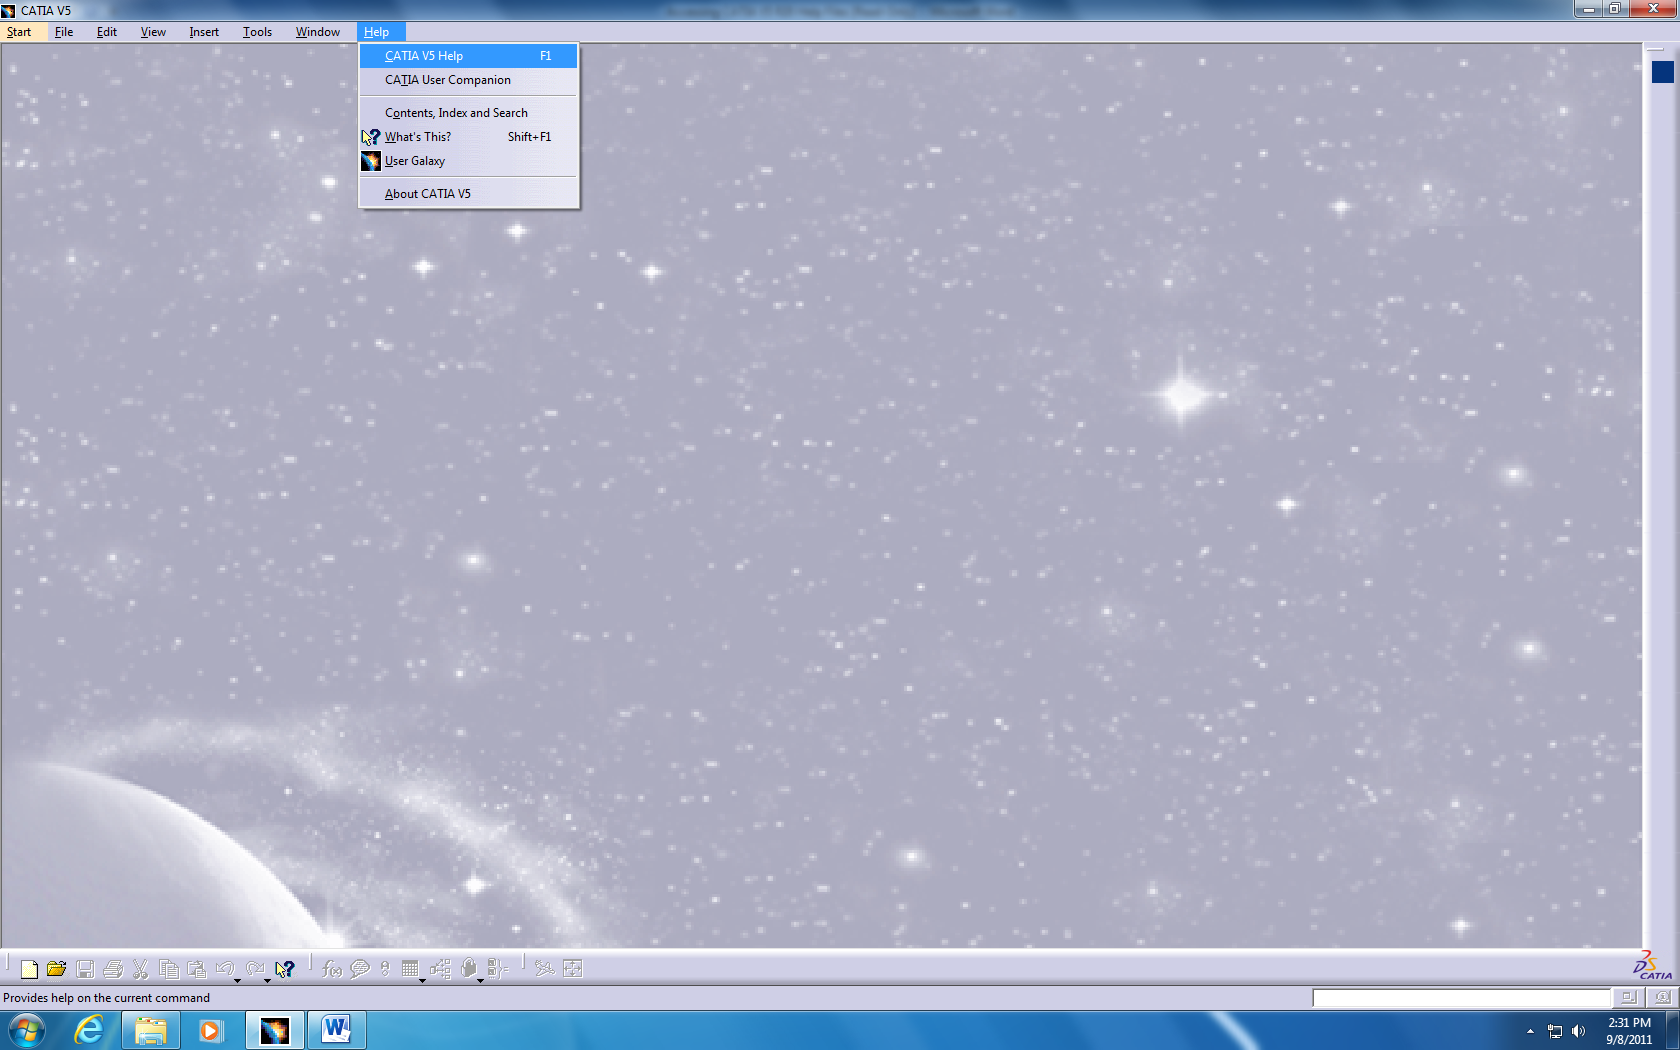 CATIA V5
Start File Edit View Insert Tools Window Help
CATIA V5 Help F1
CATIA User Companion
Contents, Index and Search
What's This? Shift+F1
User Galaxy
About CATIA V5
f(x)
CATIA
Provides help on the current command
2:31 PM
9/8/2011